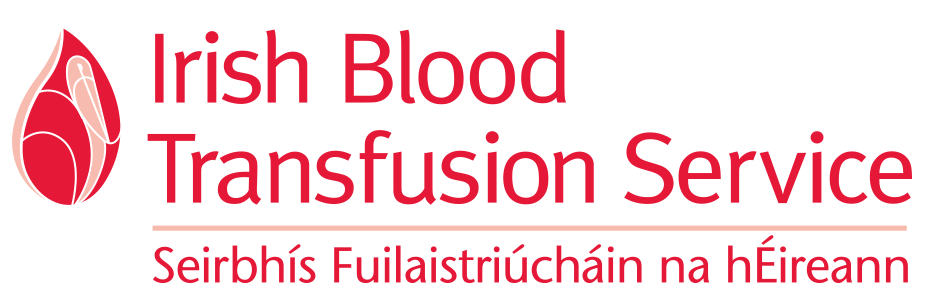 Irish Blood
Transfusion Service
Seirbhís Fuilaistriúcháin na hÉireann